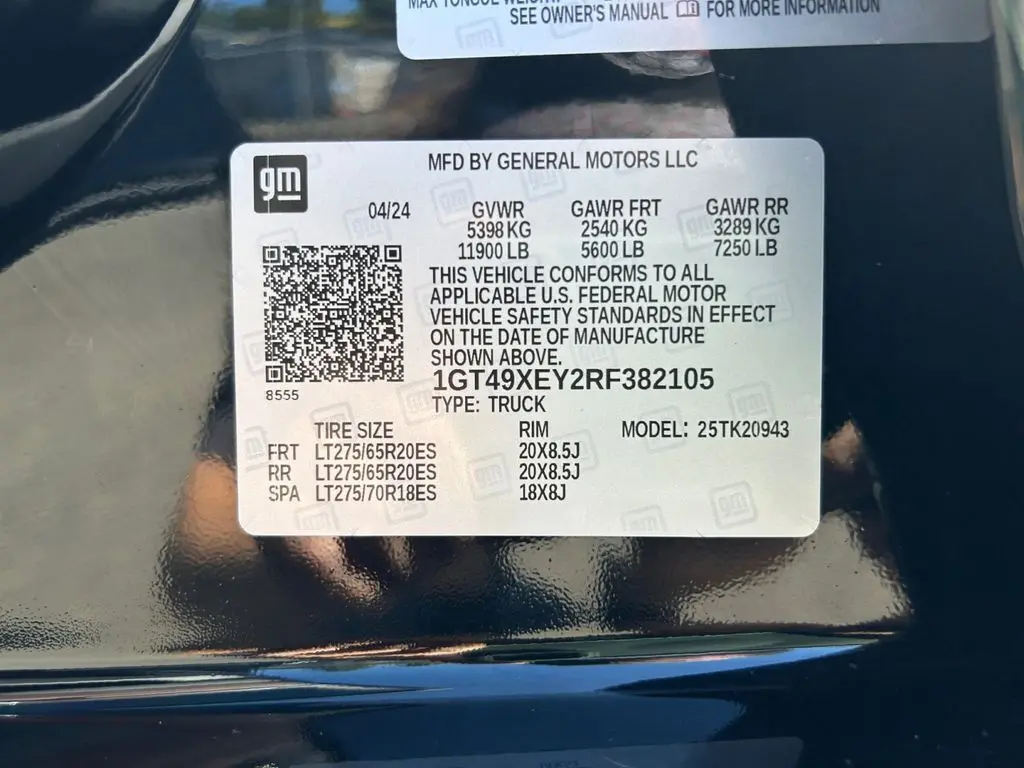 MAX TONGUE WEIGHT:
SEE OWNER'S MANUAL FOR MORE INFORMATION
gm
MFD BY GENERAL MOTORS LLC
04/24 GVWR GAWR FRT GAWR RR
5398 KG 2540 KG 3289 KG
11900 LB 5600 LB 7250 LB
THIS VEHICLE CONFORMS TO ALL
APPLICABLE U.S. FEDERAL MOTOR
VEHICLE SAFETY STANDARDS IN EFFECT
ON THE DATE OF MANUFACTURE
SHOWN ABOVE.
1GT49XEY2RF382105
8555
TYPE: TRUCK
TIRE SIZE RIM MODEL: 25TK20943
FRT LT275/65R20ES 20X8.5J
RR LT275/65R20ES 20X8.5J
SPA LT275/70R18ES 18X8J